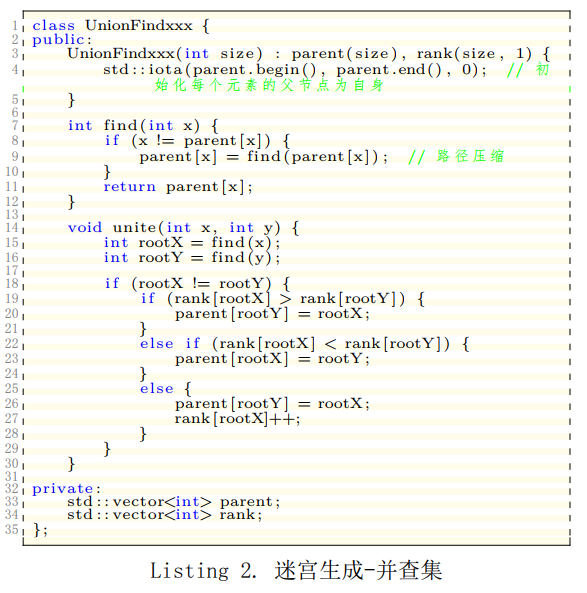 1 class UnionFindxxx {
2 public:
3     UnionFindxxx(int size) : parent(size), rank(size, 1) {
4         std::iota(parent.begin(), parent.end(), 0);  // 初
始化每个元素的父节点为自身
5     }
6
7     int find(int x) {
8         if (x != parent[x]) {
9             parent[x] = find(parent[x]);  // 路径压缩
10         }
11         return parent[x];
12     }
13
14     void unite(int x, int y) {
15         int rootX = find(x);
16         int rootY = find(y);
17
18         if (rootX != rootY) {
19             if (rank[rootX] > rank[rootY]) {
20                 parent[rootY] = rootX;
21             }
22             else if (rank[rootX] < rank[rootY]) {
23                 parent[rootX] = rootY;
24             }
25             else {
26                 parent[rootY] = rootX;
27                 rank[rootX]++;
28             }
29         }
30     }
31
32 private:
33     std::vector<int> parent;
34     std::vector<int> rank;
35 };
Listing 2. 迷宫生成-并查集